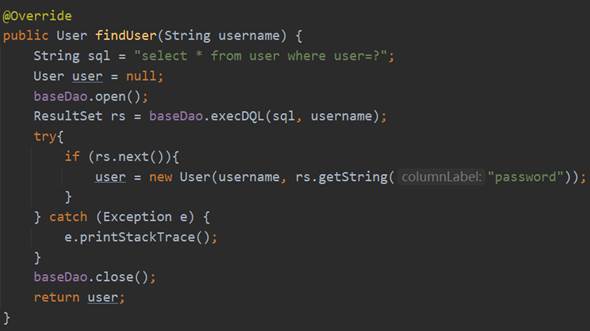 @Override
public User findUser(String username) {
    String sql = "select * from user where user=?";
    User user = null;
    baseDao.open();
    ResultSet rs = baseDao.execDQL(sql, username);
    try{
        if (rs.next()){
            user = new User(username, rs.getString( columnLabel: "password"));
        }
    } catch (Exception e) {
        e.printStackTrace();
    }
    baseDao.close();
    return user;
}